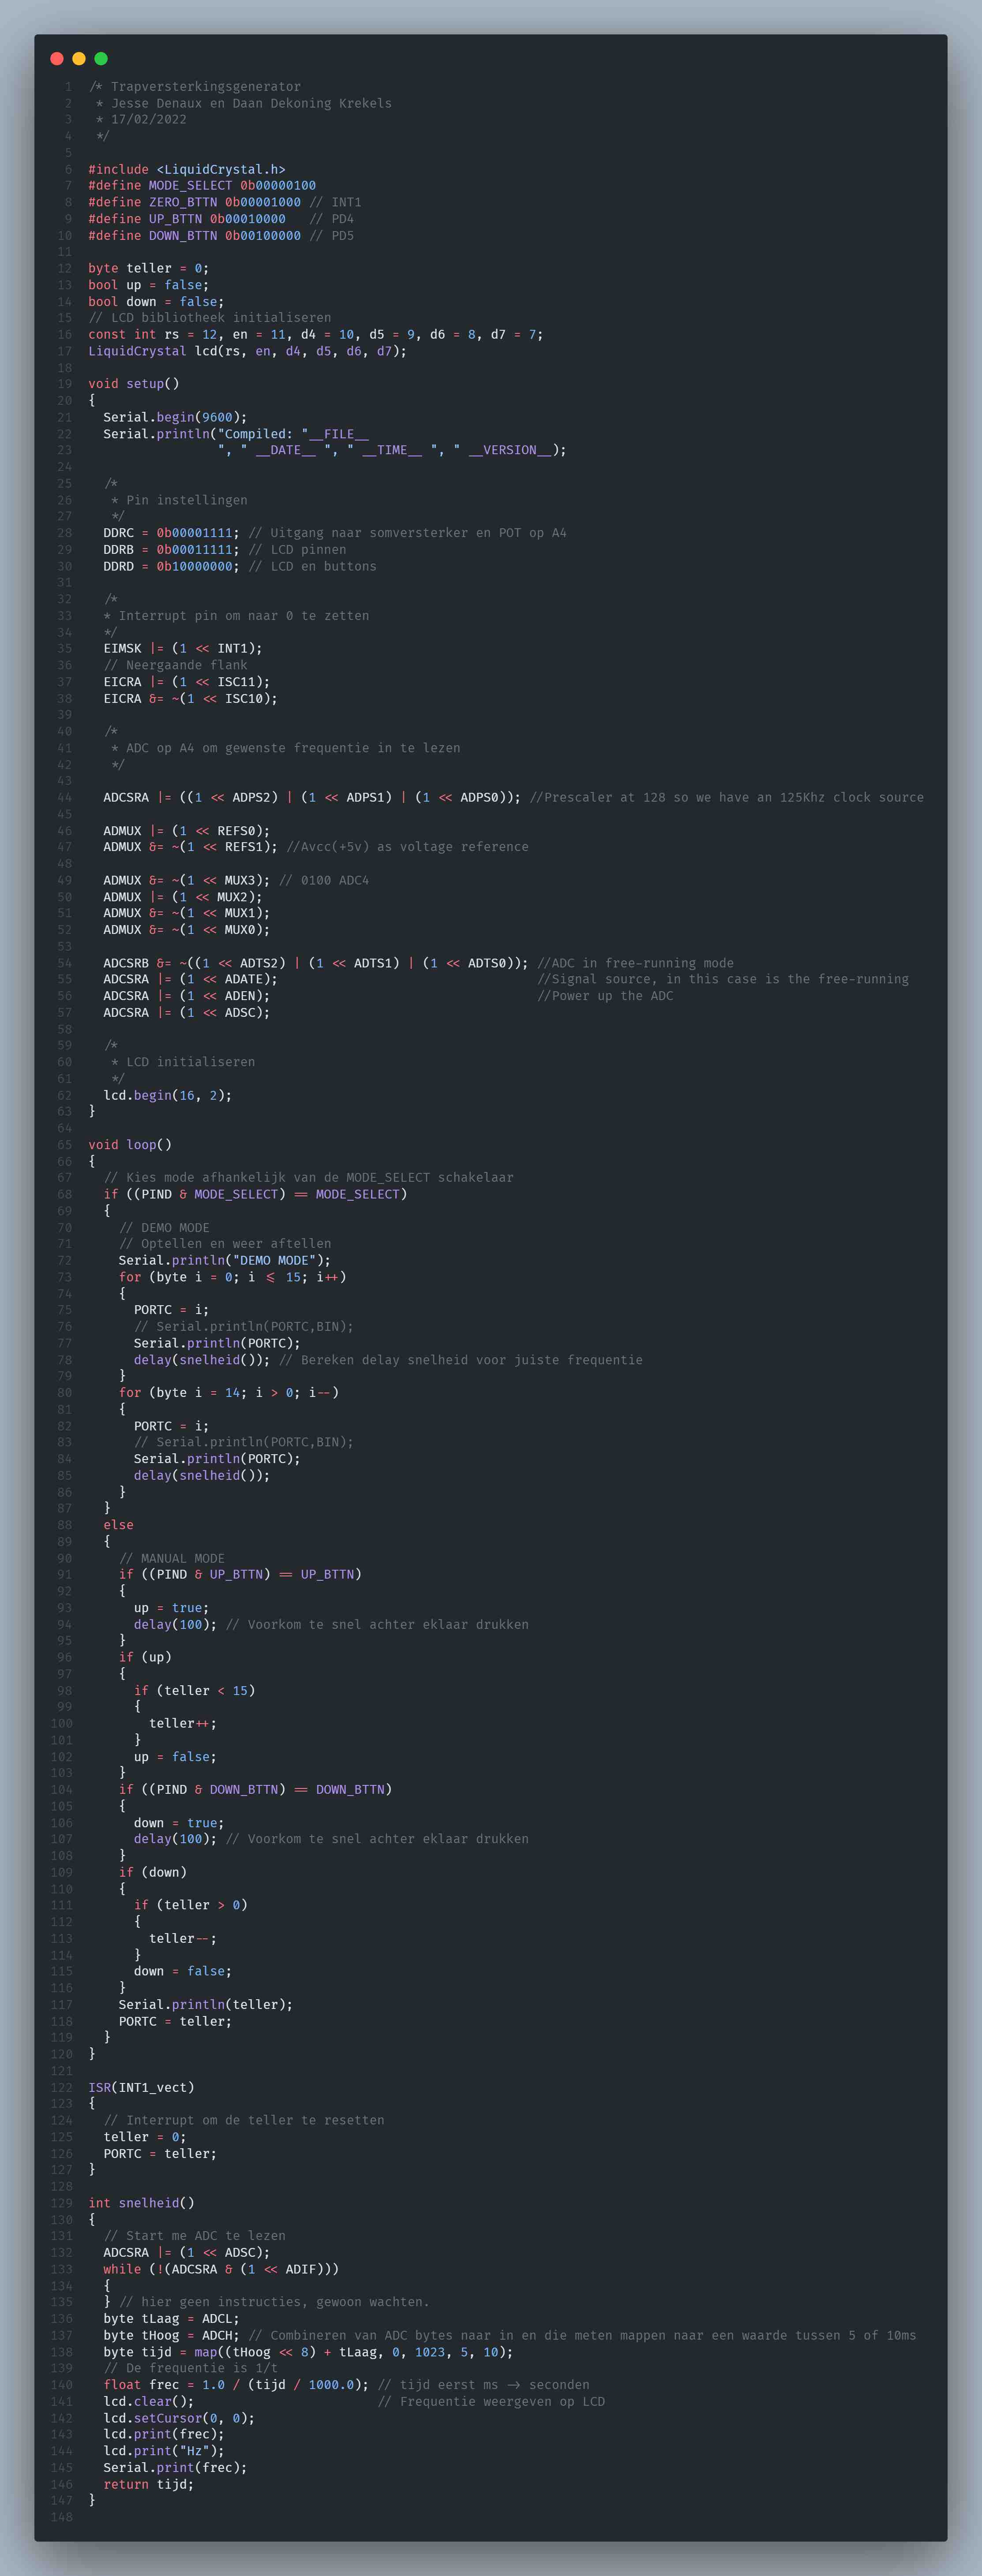 1 /* Trapversterkingsgenerator
2  * Jesse Denaux en Daan Dekoning Krekels
3  * 17/02/2022
4  */
5
6 #include <LiquidCrystal.h>
7 #define MODE_SELECT 0b00000100
8 #define ZERO_BTTN 0b00001000 // INT1
9 #define UP_BTTN 0b00010000   // PD4
10 #define DOWN_BTTN 0b00100000 // PD5
11
12 byte teller = 0;
13 bool up = false;
14 bool down = false;
15 // LCD bibliotheek initialiseren
16 const int rs = 12, en = 11, d4 = 10, d5 = 9, d6 = 8, d7 = 7;
17 LiquidCrystal lcd(rs, en, d4, d5, d6, d7);
18
19 void setup()
20 {
21   Serial.begin(9600);
22   Serial.println("Compiled: "__FILE__
23                  ", " __DATE__ ", " __TIME__ ", " __VERSION__);
24
25   /*
26    * Pin instellingen
27    */
28   DDRC = 0b00001111; // Uitgang naar somversterker en POT op A4
29   DDRB = 0b00011111; // LCD pinnen
30   DDRD = 0b10000000; // LCD en buttons
31
32   /*
33   * Interrupt pin om naar 0 te zetten
34   */
35   EIMSK |= (1 << INT1);
36   // Neergaande flank
37   EICRA |= (1 << ISC11);
38   EICRA &= ~(1 << ISC10);
39
40   /*
41    * ADC op A4 om gewenste frequentie in te lezen
42    */
43
44   ADCSRA |= ((1 << ADPS2) | (1 << ADPS1) | (1 << ADPS0)); //Prescaler at 128 so we have an 125Khz clock source
45
46   ADMUX |= (1 << REFS0);
47   ADMUX &= ~(1 << REFS1); //Avcc(+5v) as voltage reference
48
49   ADMUX &= ~(1 << MUX3); // 0100 ADC4
50   ADMUX |= (1 << MUX2);
51   ADMUX &= ~(1 << MUX1);
52   ADMUX &= ~(1 << MUX0);
53
54   ADCSRB &= ~((1 << ADTS2) | (1 << ADTS1) | (1 << ADTS0)); //ADC in free-running mode
55   ADCSRA |= (1 << ADATE);                                   //Signal source, in this case is the free-running
56   ADCSRA |= (1 << ADEN);                                    //Power up the ADC
57   ADCSRA |= (1 << ADSC);
58
59   /*
60    * LCD initialiseren
61    */
62   lcd.begin(16, 2);
63 }
64
65 void loop()
66 {
67   // Kies mode afhankelijk van de MODE_SELECT schakelaar
68   if ((PIND & MODE_SELECT) == MODE_SELECT)
69   {
70     // DEMO MODE
71     // Optellen en weer aftellen
72     Serial.println("DEMO MODE");
73     for (byte i = 0; i <= 15; i++)
74     {
75       PORTC = i;
76       // Serial.println(PORTC,BIN);
77       Serial.println(PORTC);
78       delay(snelheid()); // Bereken delay snelheid voor juiste frequentie
79     }
80     for (byte i = 14; i > 0; i--)
81     {
82       PORTC = i;
83       // Serial.println(PORTC,BIN);
84       Serial.println(PORTC);
85       delay(snelheid());
86     }
87   }
88   else
89   {
90     // MANUAL MODE
91     if ((PIND & UP_BTTN) == UP_BTTN)
92     {
93       up = true;
94       delay(100); // Voorkom te snel achter eklaar drukken
95     }
96     if (up)
97     {
98       if (teller < 15)
99       {
100         teller++;
101       }
102       up = false;
103     }
104     if ((PIND & DOWN_BTTN) == DOWN_BTTN)
105     {
106       down = true;
107       delay(100); // Voorkom te snel achter eklaar drukken
108     }
109     if (down)
110     {
111       if (teller > 0)
112       {
113         teller--;
114       }
115       down = false;
116     }
117     Serial.println(teller);
118     PORTC = teller;
119   }
120 }
121
122 ISR(INT1_vect)
123 {
124   // Interrupt om de teller te resetten
125   teller = 0;
126   PORTC = teller;
127 }
128
129 int snelheid()
130 {
131   // Start me ADC te lezen
132   ADCSRA |= (1 << ADSC);
133   while (!(ADCSRA & (1 << ADIF)))
134   {
135   } // hier geen instructies, gewoon wachten.
136   byte tLaag = ADCL;
137   byte tHoog = ADCH; // Combineren van ADC bytes naar in en die meten mappen naar een waarde tussen 5 of 10ms
138   byte tijd = map((tHoog << 8) + tLaag, 0, 1023, 5, 10);
139   // De frequentie is 1/t
140   float frec = 1.0 / (tijd / 1000.0); // tijd eerst ms -> seconden
141   lcd.clear();                        // Frequentie weergeven op LCD
142   lcd.setCursor(0, 0);
143   lcd.print(frec);
144   lcd.print("Hz");
145   Serial.print(frec);
146   return tijd;
147 }
148